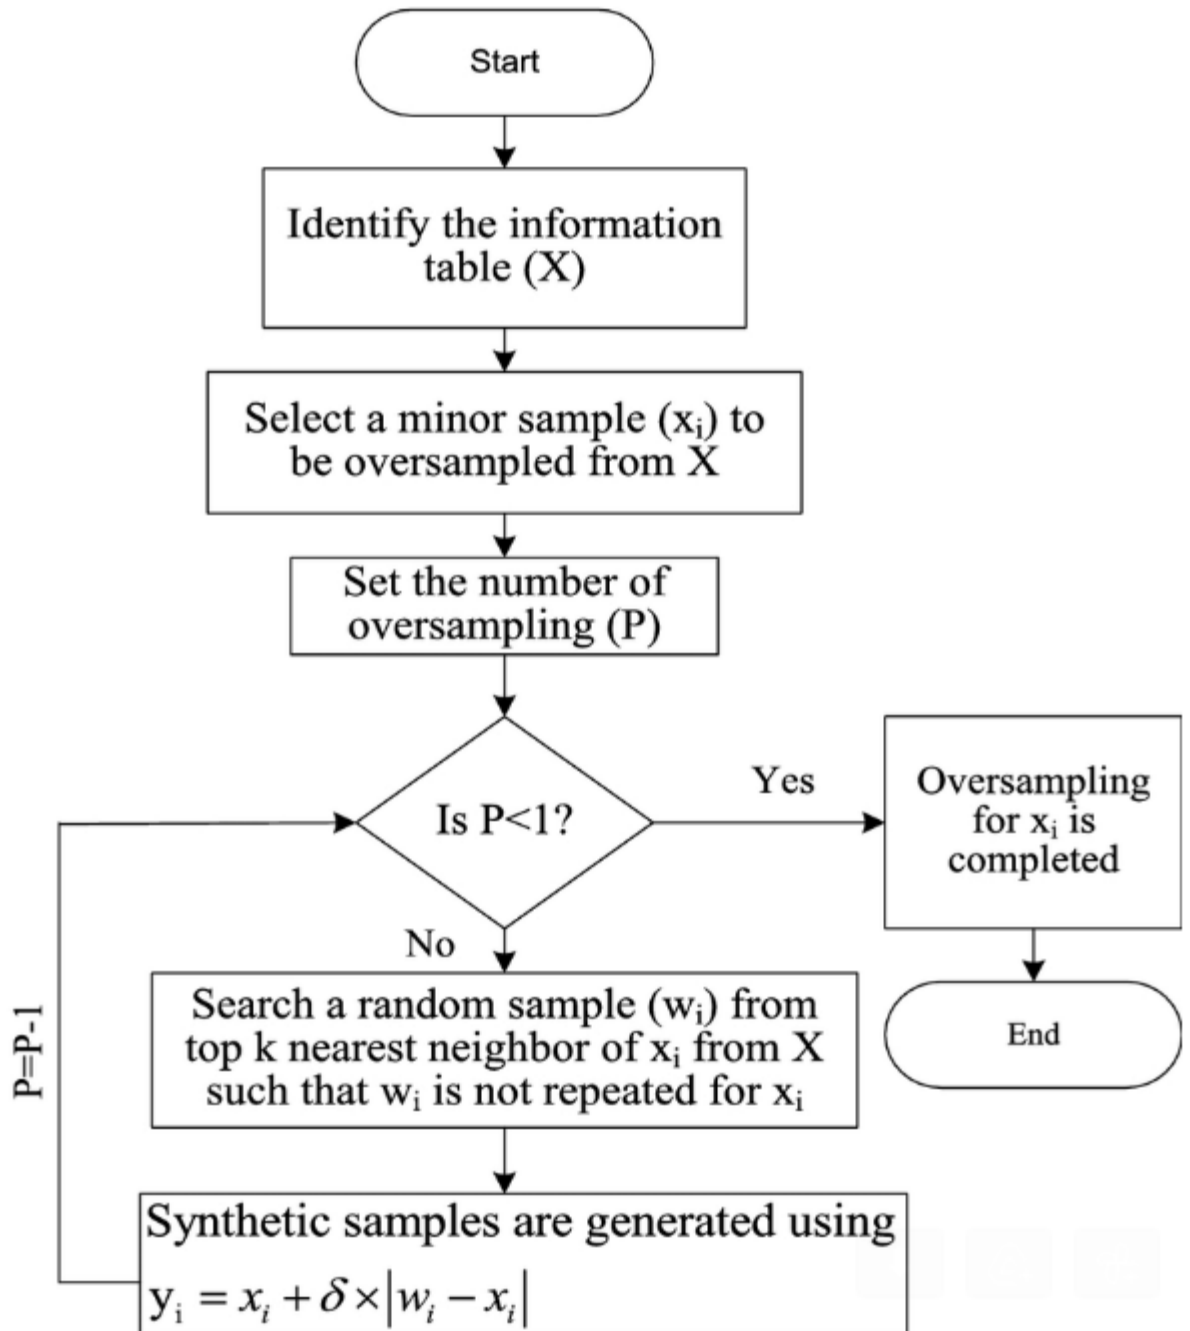 Start
Identify the information
table (X)
Select a minor sample (xᵢ) to
be oversampled from X
Set the number of
oversampling (P)
Is P<1?
Yes
Oversampling
for xᵢ is
completed
No
End
P=P-1
Search a random sample (wᵢ) from
top k nearest neighbor of xᵢ from X
such that wᵢ is not repeated for xᵢ
Synthetic samples are generated using
yᵢ = xᵢ + δ × |wᵢ − xᵢ|